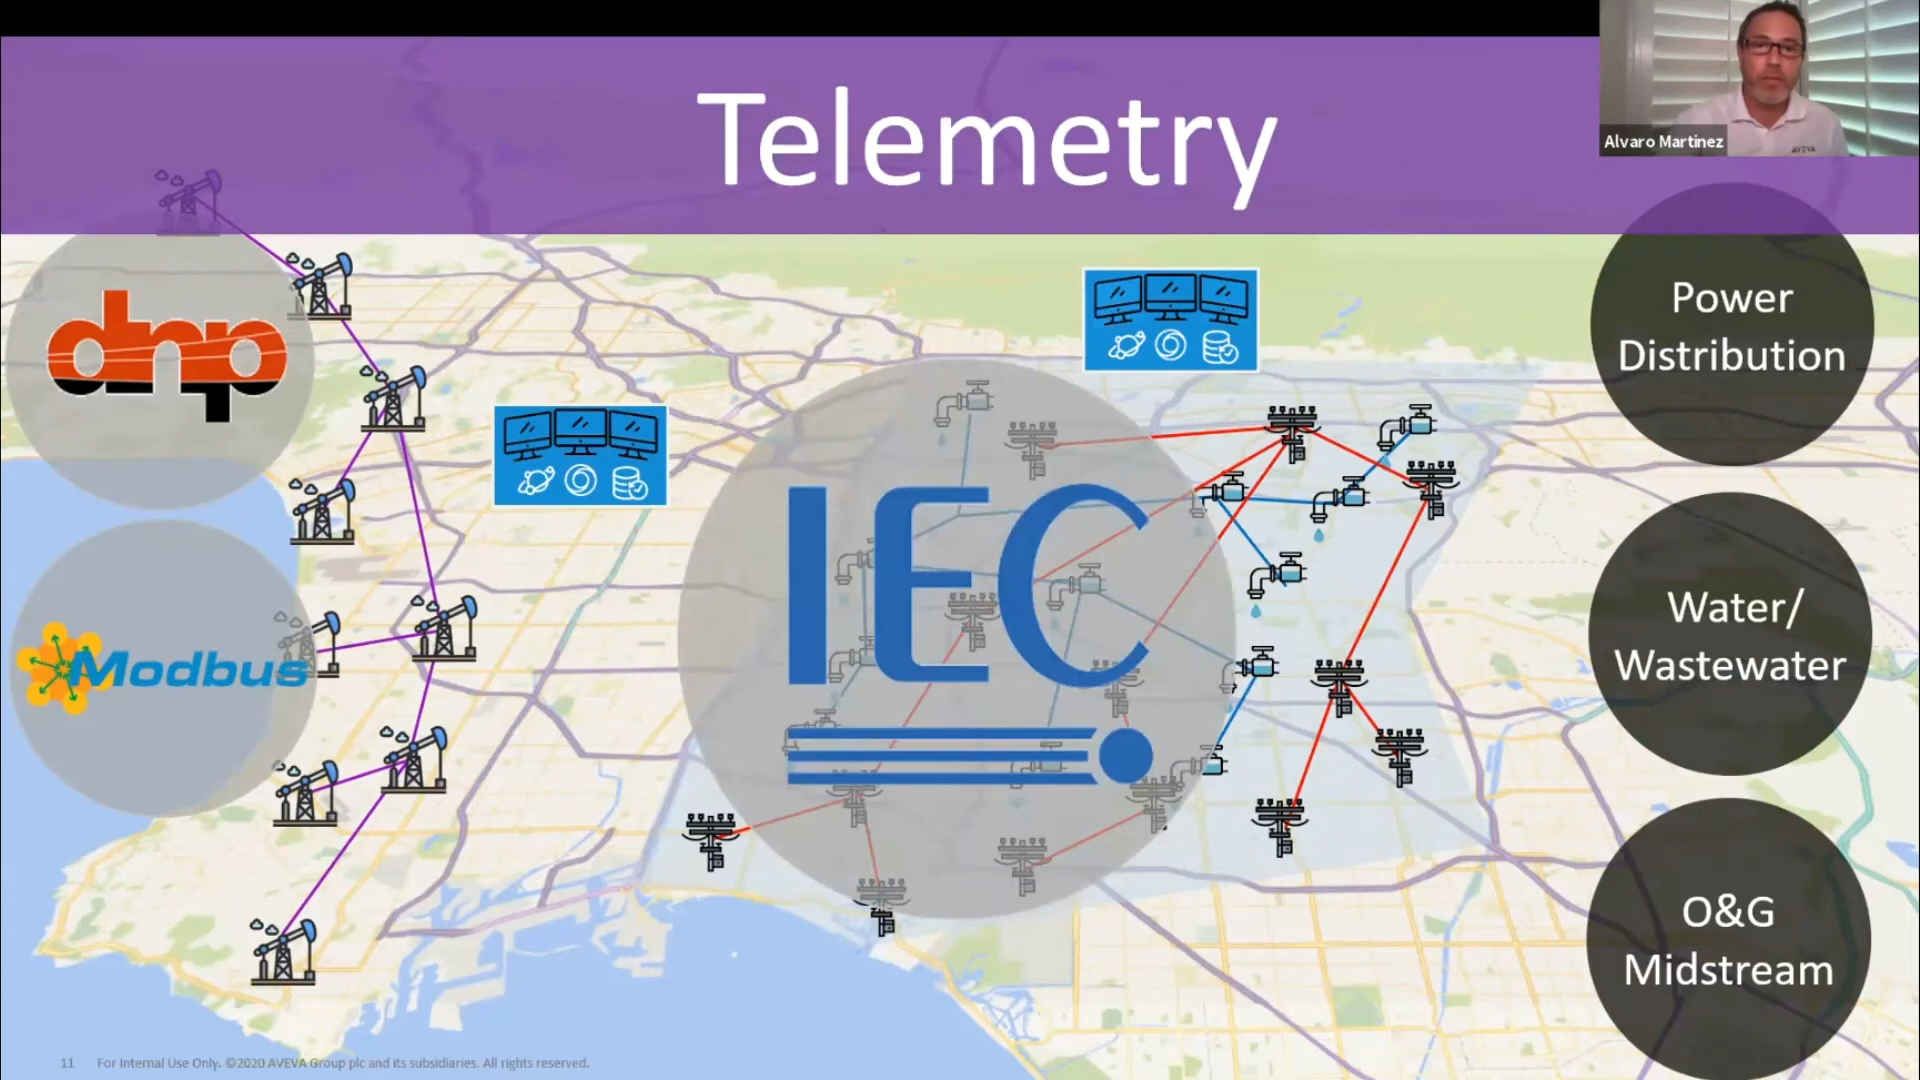 Telemetry
Alvaro Martinez
AVEVA
dnp
Modbus
IEC
Power
Distribution
Water/
Wastewater
O&G
Midstream
11 For Internal Use Only. ©2020 AVEVA Group plc and its subsidiaries. All rights reserved.